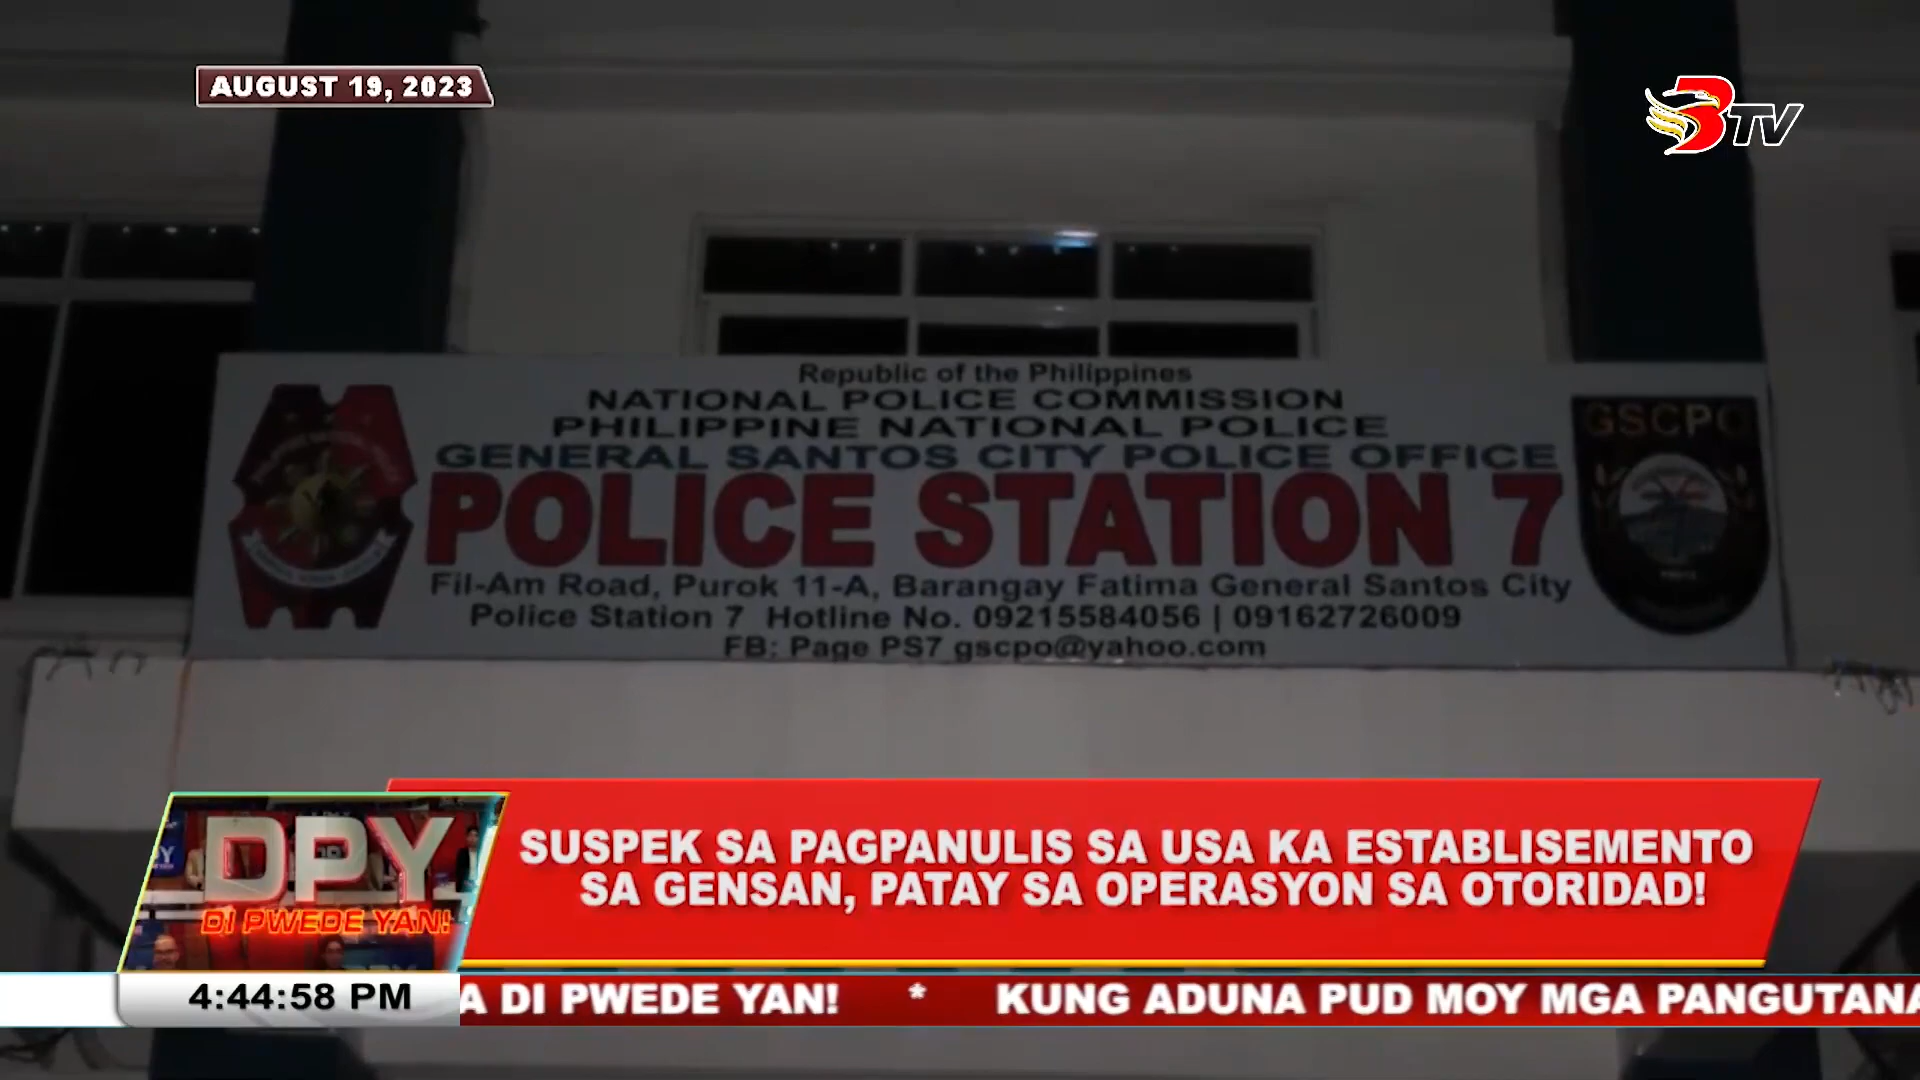 AUGUST 19, 2023
BTV
Republic of the Philippines
NATIONAL POLICE COMMISSION
PHILIPPINE NATIONAL POLICE
GENERAL SANTOS CITY POLICE OFFICE
POLICE STATION 7
Fil-Am Road, Purok 11-A, Barangay Fatima General Santos City
Police Station 7 Hotline No. 09215584056 | 09162726009
FB: Page PS7 gscpo@yahoo.com
GSCPO
DPY
DI PWEDE YAN!
SUSPEK SA PAGPANULIS SA USA KA ESTABLISEMENTO
SA GENSAN, PATAY SA OPERASYON SA OTORIDAD!
4:44:58 PM
A DI PWEDE YAN! * KUNG ADUNA PUD MOY MGA PANGUTANA